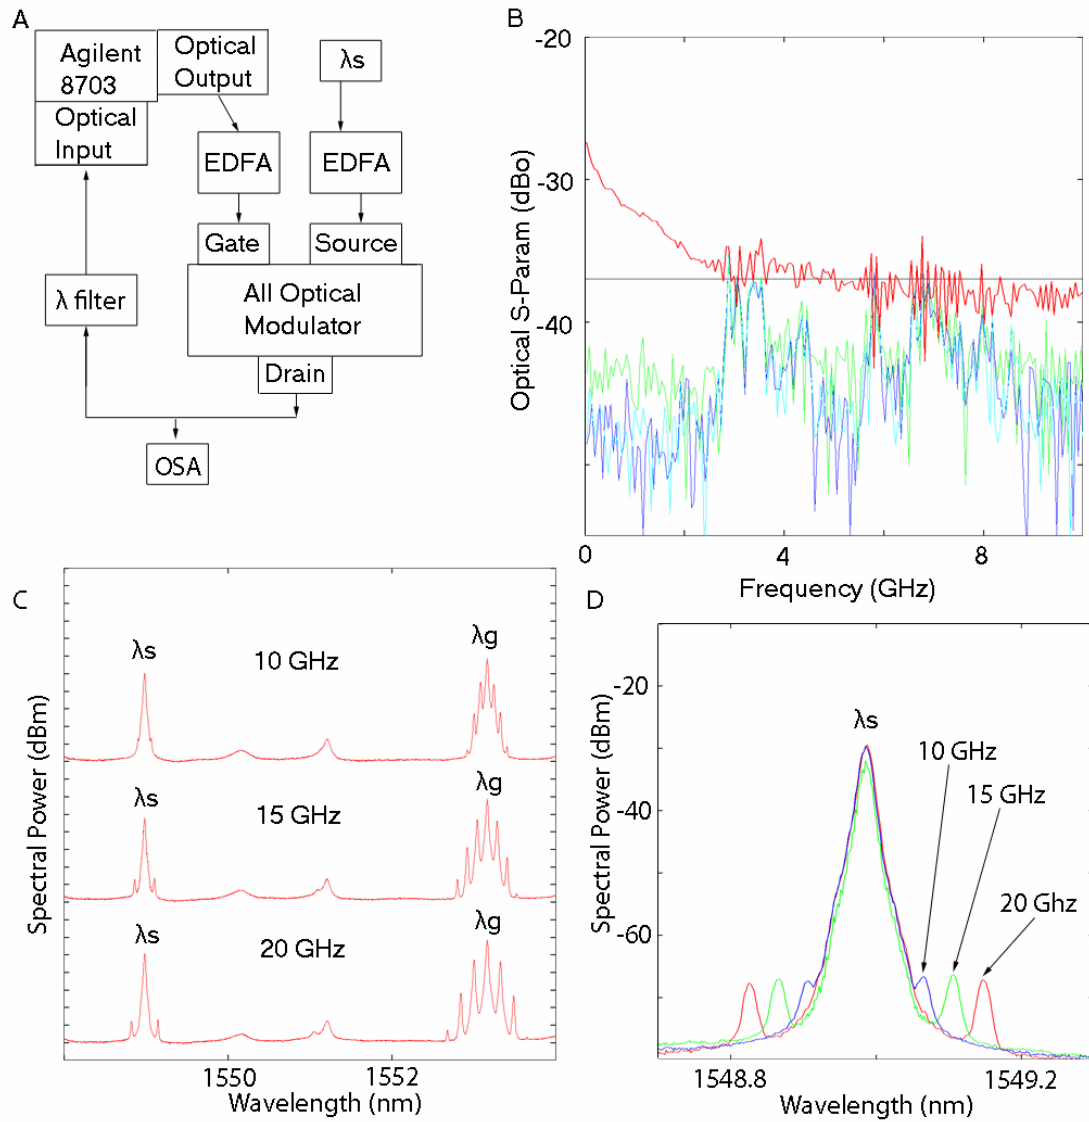 A
Agilent
8703
Optical
Output
Optical
Input
λs
EDFA
EDFA
Gate
Source
λ filter
All Optical
Modulator
Drain
OSA
B
Optical S-Param (dBo)
-20
-30
-40
0
4
8
Frequency (GHz)
C
Spectral Power (dBm)
λs
10 GHz
λg
λs
15 GHz
λg
λs
20 GHz
λg
1550
1552
Wavelength (nm)
D
Spectral Power (dBm)
-20
-40
-60
λs
10 GHz
15 GHz
20 Ghz
1548.8
1549.2
Wavelength (nm)